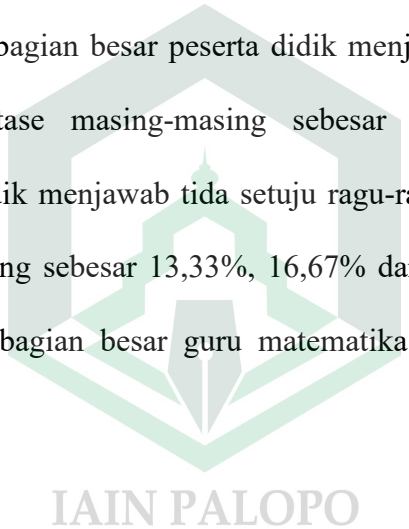 bagian besar peserta didik menj
tase masing-masing sebesar
ik menjawab tida setuju ragu-ra
ng sebesar 13,33%, 16,67% da
bagian besar guru matematika
IAIN PALOPO